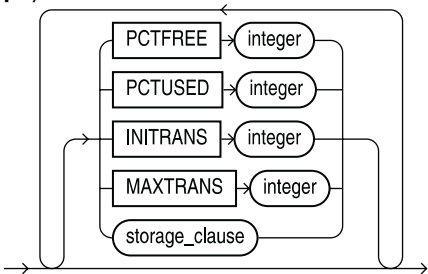 PCTFREE integer
PCTUSED integer
INITRANS integer
MAXTRANS integer
storage_clause